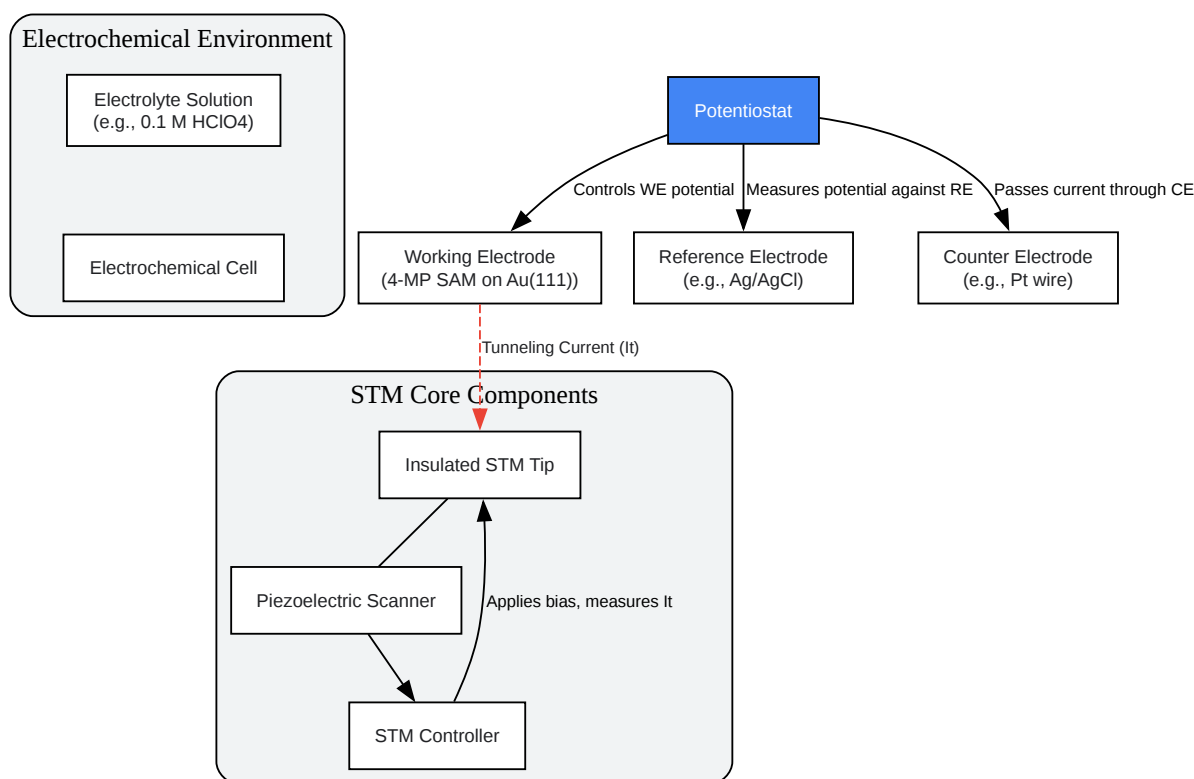 Electrochemical Environment
Electrolyte Solution
(e.g., 0.1 M HClO4)
Electrochemical Cell
Potentiostat
Controls WE potential
Measures potential against RE
Passes current through CE
Working Electrode
(4-MP SAM on Au(111))
Reference Electrode
(e.g., Ag/AgCl)
Counter Electrode
(e.g., Pt wire)
Tunneling Current (It)
STM Core Components
Insulated STM Tip
Piezoelectric Scanner
Applies bias, measures It
STM Controller